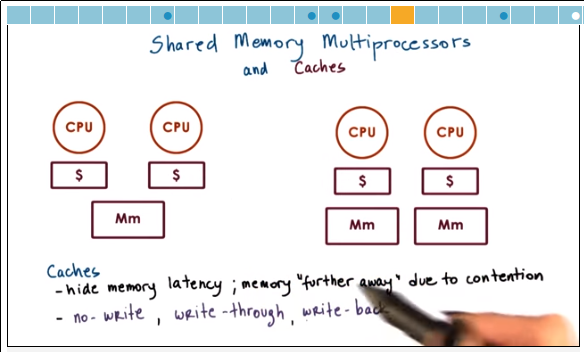 Shared Memory Multiprocessors
and Caches
CPU CPU CPU CPU
$ $ $ $
Mm Mm Mm
Caches
- hide memory latency ; memory "further away" due to contention
- no-write , write-through, write-back